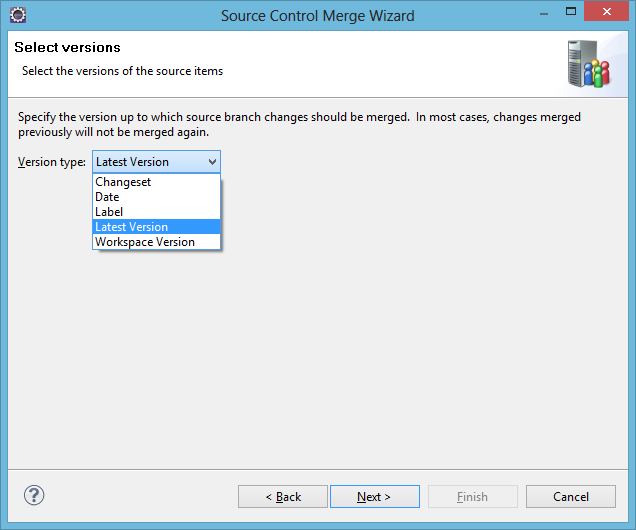 Source Control Merge Wizard
Select versions
Select the versions of the source items
Specify the version up to which source branch changes should be merged.  In most cases, changes merged
previously will not be merged again.
Version type: Latest Version
Changeset
Date
Label
Latest Version
Workspace Version
? < Back Next > Finish Cancel